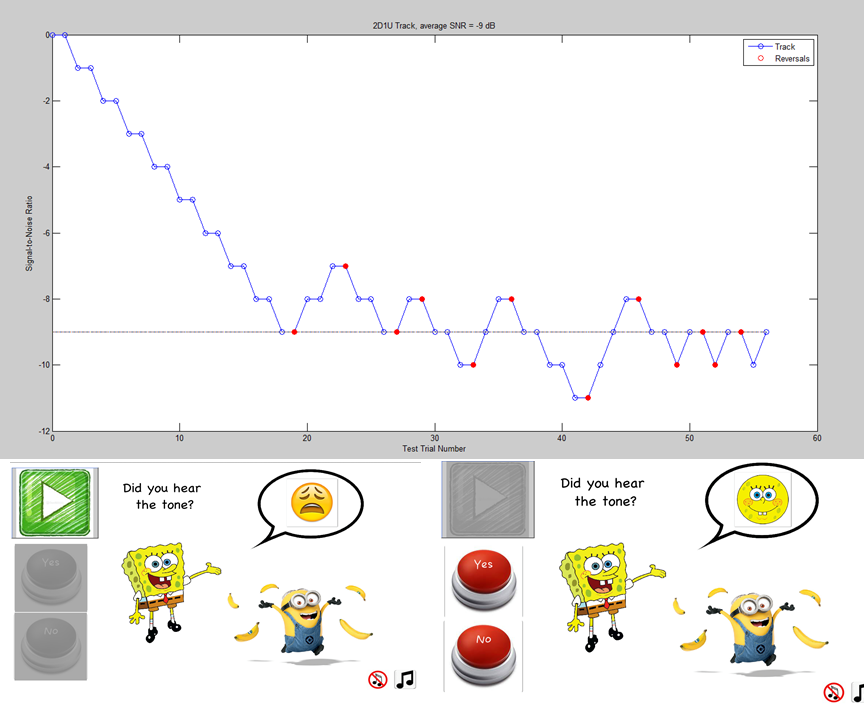 2D1U Track, average SNR = -9 dB
Track
Reversals
0
-2
-4
-6
-8
-10
-12
Signal-to-Noise Ratio
0
10
20
30
40
50
60
Test Trial Number
Did you hear
the tone?
Yes
No
Did you hear
the tone?
Yes
No